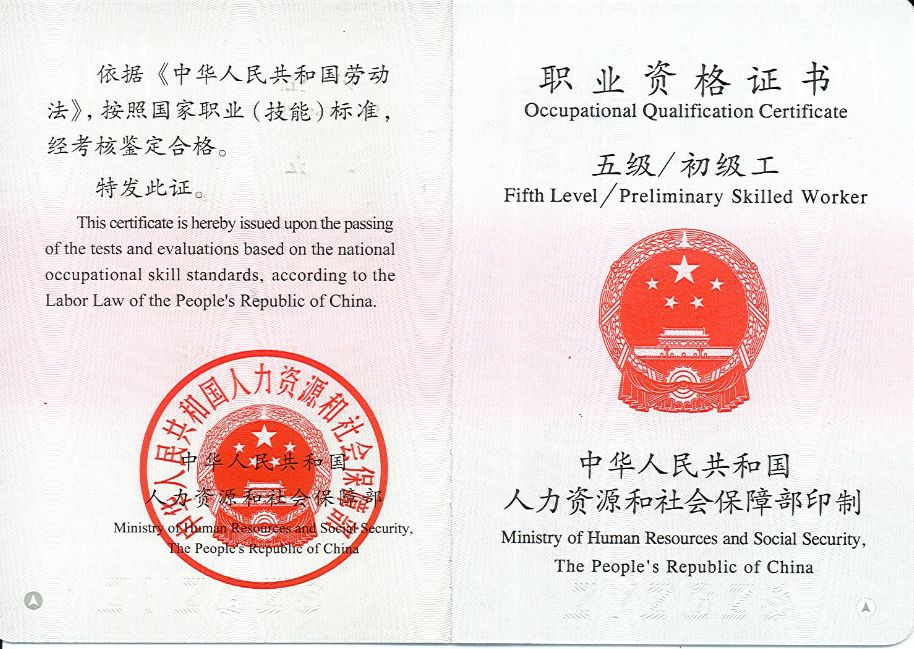 依据《中华人民共和国劳动
法》，按照国家职业（技能）标准，
经考核鉴定合格。
特发此证。
This certificate is hereby issued upon the passing
of the tests and evaluations based on the national
occupational skill standards, according to the
Labor Law of the People's Republic of China.
中华人民共和国人力资源和社会保障部
中华人民共和国
人力资源和社会保障部
Ministry of Human Resources and Social Security,
The People's Republic of China
职业资格证书
Occupational Qualification Certificate
五级/初级工
Fifth Level/Preliminary Skilled Worker
中华人民共和国
人力资源和社会保障部印制
Ministry of Human Resources and Social Security,
The People's Republic of China